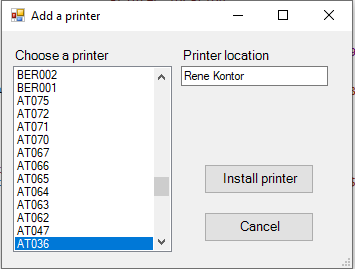 Add a printer
Choose a printer
Printer location
BER002
BER001
AT075
AT072
AT071
AT070
AT067
AT066
AT065
AT064
AT063
AT062
AT047
AT036
Rene Kontor
Install printer
Cancel